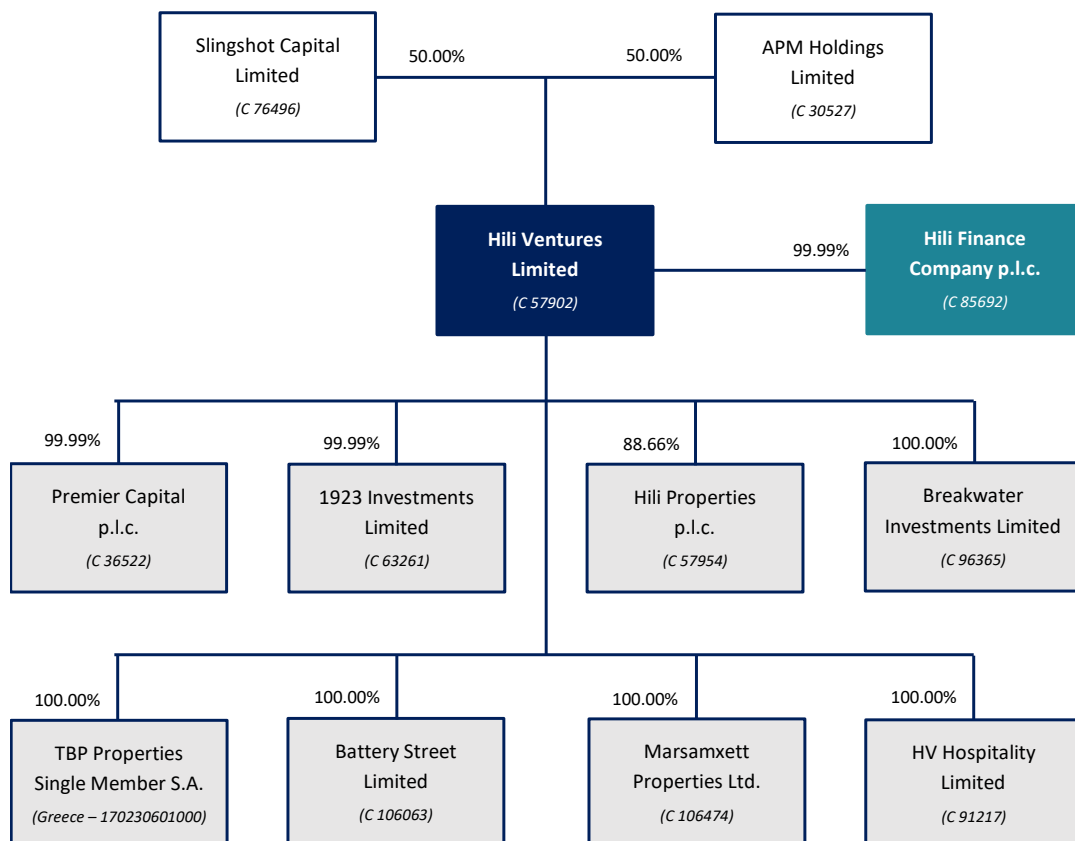 Slingshot Capital
Limited
(C 76496)
50.00%
50.00%
APM Holdings
Limited
(C 30527)
Hili Ventures
Limited
(C 57902)
99.99%
Hili Finance
Company p.l.c.
(C 85692)
99.99%
99.99%
88.66%
100.00%
Premier Capital
p.l.c.
(C 36522)
1923 Investments
Limited
(C 63261)
Hili Properties
p.l.c.
(C 57954)
Breakwater
Investments Limited
(C 96365)
100.00%
100.00%
100.00%
100.00%
TBP Properties
Single Member S.A.
(Greece – 170230601000)
Battery Street
Limited
(C 106063)
Marsamxett
Properties Ltd.
(C 106474)
HV Hospitality
Limited
(C 91217)